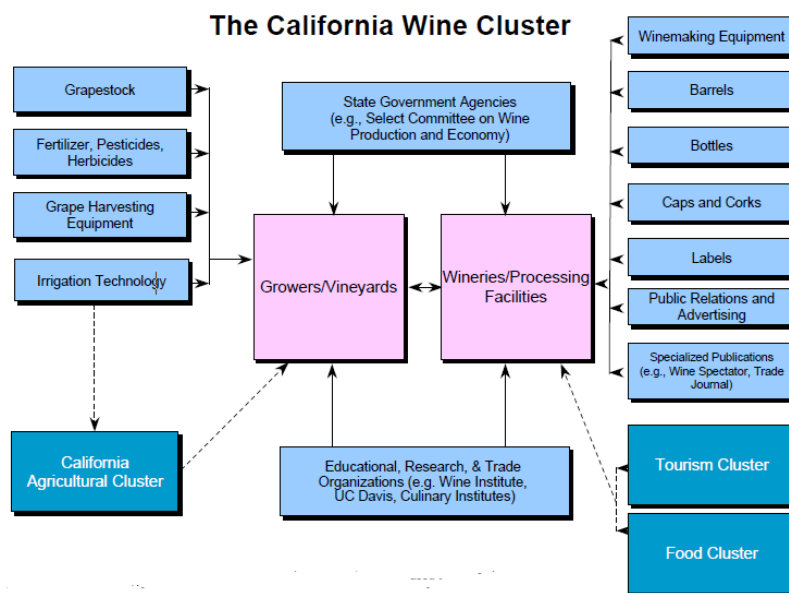 The California Wine Cluster
Grapestock
Fertilizer, Pesticides,
Herbicides
Grape Harvesting
Equipment
Irrigation Technology
State Government Agencies
(e.g., Select Committee on Wine
Production and Economy)
Growers/Vineyards
Wineries/Processing
Facilities
Educational, Research, & Trade
Organizations (e.g. Wine Institute,
UC Davis, Culinary Institutes)
California
Agricultural Cluster
Winemaking Equipment
Barrels
Bottles
Caps and Corks
Labels
Public Relations and
Advertising
Specialized Publications
(e.g., Wine Spectator, Trade
Journal)
Tourism Cluster
Food Cluster